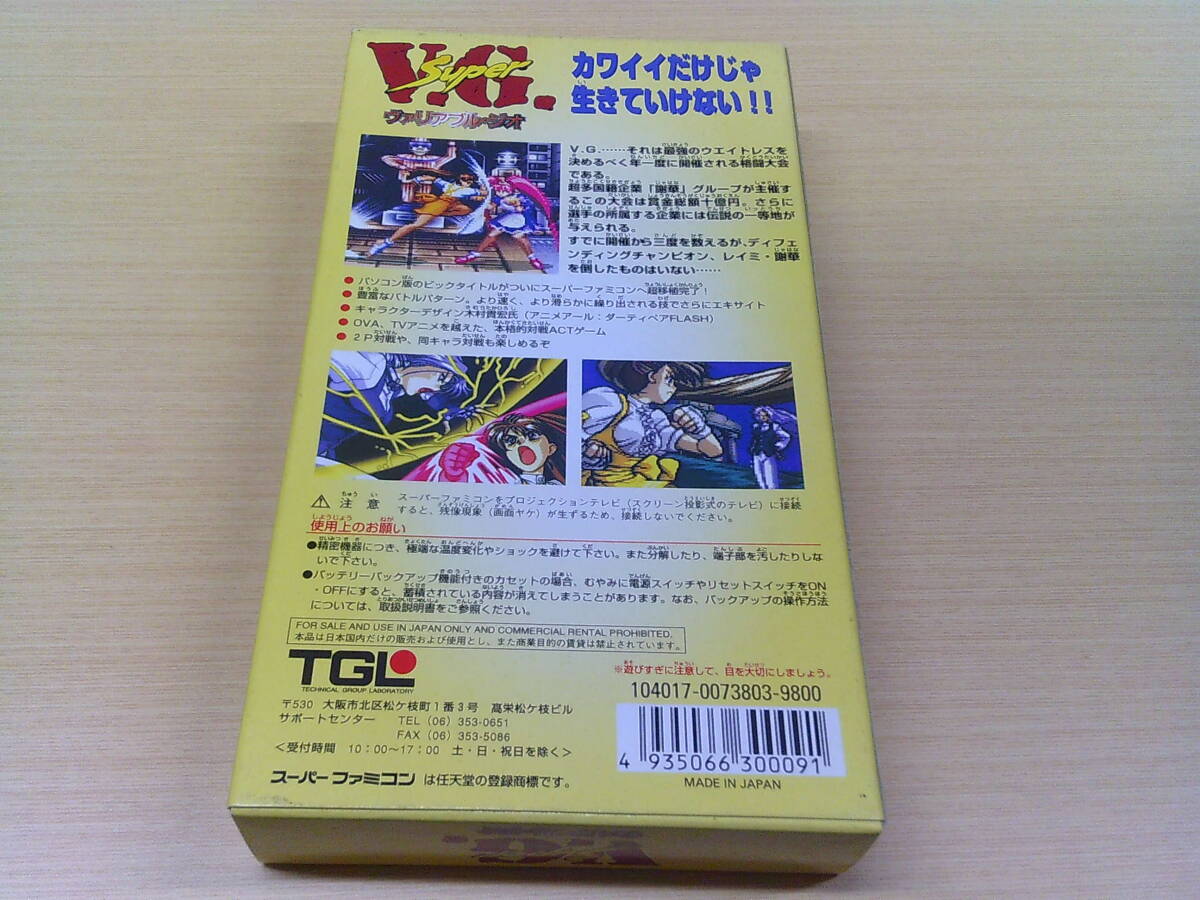 Super
V.G.
ヴァリアブル・ジオ
カワイイだけじゃ
生きていけない!!
V.G.……それは最強のウエイトレスを
決めるべく年一度に開催される格闘大会
である。
超多国籍企業「謝華」グループが主催す
るこの大会は賞金総額十億円。さらに
選手の所属する企業には伝説の一等地が
与えられる。
すでに開催から三度を数えるが、ディフェ
ンディングチャンピオン、レイミ・謝華
を倒したものはいない……
●パソコン版のビックタイトルがついにスーパーファミコンへ超移植完了!
●豊富なバトルパターン。より速く、より滑らかに繰り出される技でさらにエキサイト
●キャラクターデザイン木村貴宏氏(アニメアール:ダーティペアFLASH)
●OVA、TVアニメを越えた、本格的対戦ACTゲーム
●2P対戦や、同キャラ対戦も楽しめるぞ
⚠注意
スーパーファミコンをプロジェクションテレビ(スクリーン投影式のテレビ)に接続
すると、残像現象(画面ヤケ)が生ずるため、接続しないでください。
使用上のお願い
●精密機器につき、極端な温度変化やショックを避けて下さい。また分解したり、端子部を汚したりしな
いで下さい。
●バッテリーバックアップ機能付きのカセットの場合、むやみに電源スイッチやリセットスイッチをON
・OFFにすると、蓄積されている内容が消えてしまうことがあります。なお、バックアップの操作方法
については、取扱説明書をご参照ください。
FOR SALE AND USE IN JAPAN ONLY AND COMMERCIAL RENTAL PROHIBITED.
本品は日本国内だけの販売および使用とし、また商業目的の賃貸は禁止されています。
TGL
TECHNICAL GROUP LABORATORY
※遊びすぎに注意して、目を大切にしましょう。
104017-0073803-9800
〒530 大阪市北区松ケ枝町1番3号 高栄松ケ枝ビル
サポートセンター TEL (06) 353-0651
FAX (06) 353-5086
<受付時間 10:00〜17:00 土・日・祝日を除く>
4 935066 300091
スーパーファミコンは任天堂の登録商標です。
MADE IN JAPAN
V.G.